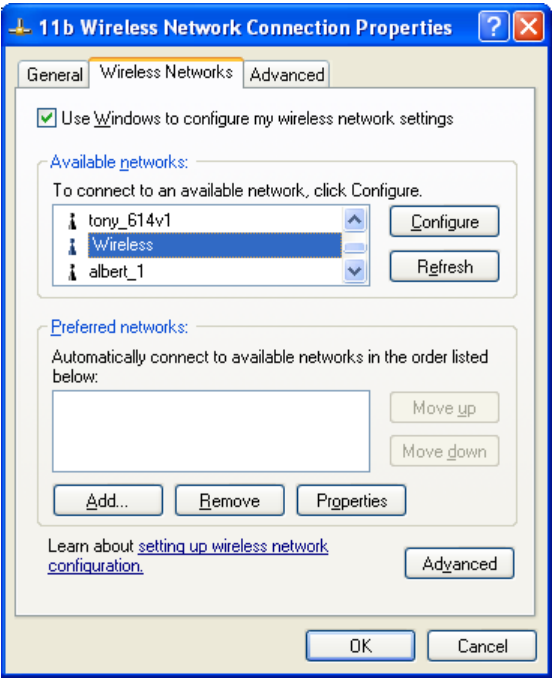 11b Wireless Network Connection Properties
General Wireless Networks Advanced
Use Windows to configure my wireless network settings
Available networks:
To connect to an available network, click Configure.
tony_614v1
Wireless
albert_1
Configure
Refresh
Preferred networks:
Automatically connect to available networks in the order listed
below:
Move up
Move down
Add... Remove Properties
Learn about setting up wireless network
configuration.
Advanced
OK Cancel